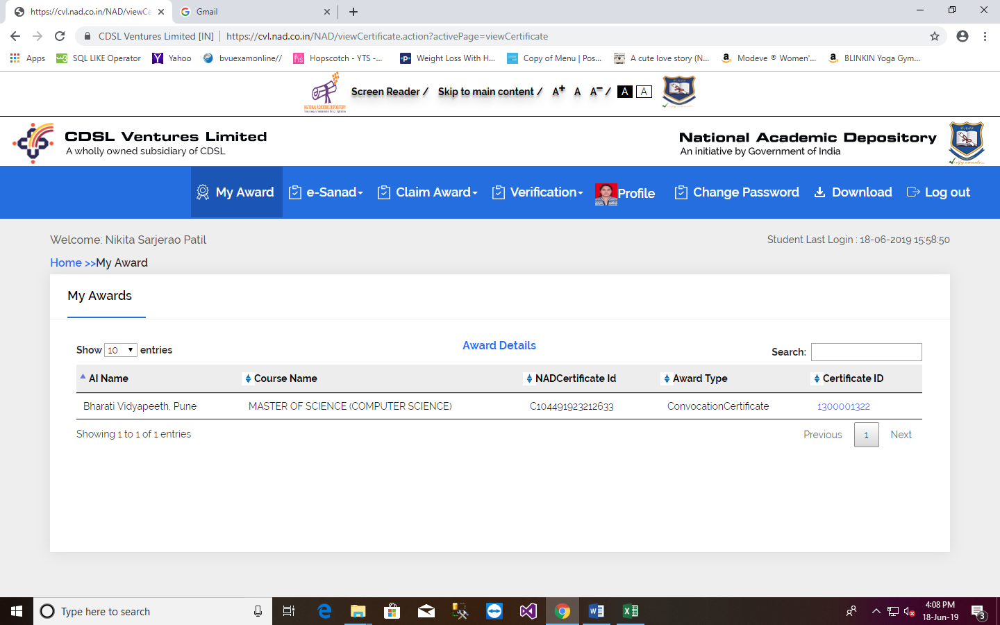 https://cvl.nad.co.in/NAD/viewCe
Gmail
CDSL Ventures Limited [IN] https://cvl.nad.co.in/NAD/viewCertificate.action?activePage=viewCertificate
Apps SQL LIKE Operator Yahoo bvuexamonline// Hopscotch - YTS -... Weight Loss With H... Copy of Menu | Pos... A cute love story (N... Modeve ® Women'... BLINKIN Yoga Gym...
NATIONAL ACADEMIC DEPOSITORY
Screen Reader / Skip to main content / A+ A A- / A A
CDSL Ventures Limited
A wholly owned subsidiary of CDSL
National Academic Depository
An initiative by Government of India
My Award e-Sanad Claim Award Verification Profile Change Password Download Log out
Welcome: Nikita Sarjerao Patil
Student Last Login : 18-06-2019 15:58:50
Home >>My Award
My Awards
Show 10 entries
Award Details
Search:
AI Name Course Name NADCertificate Id Award Type Certificate ID
Bharati Vidyapeeth, Pune MASTER OF SCIENCE (COMPUTER SCIENCE) C104491923212633 ConvocationCertificate 1300001322
Showing 1 to 1 of 1 entries
Previous 1 Next
Type here to search
4:08 PM
18-Jun-19
3